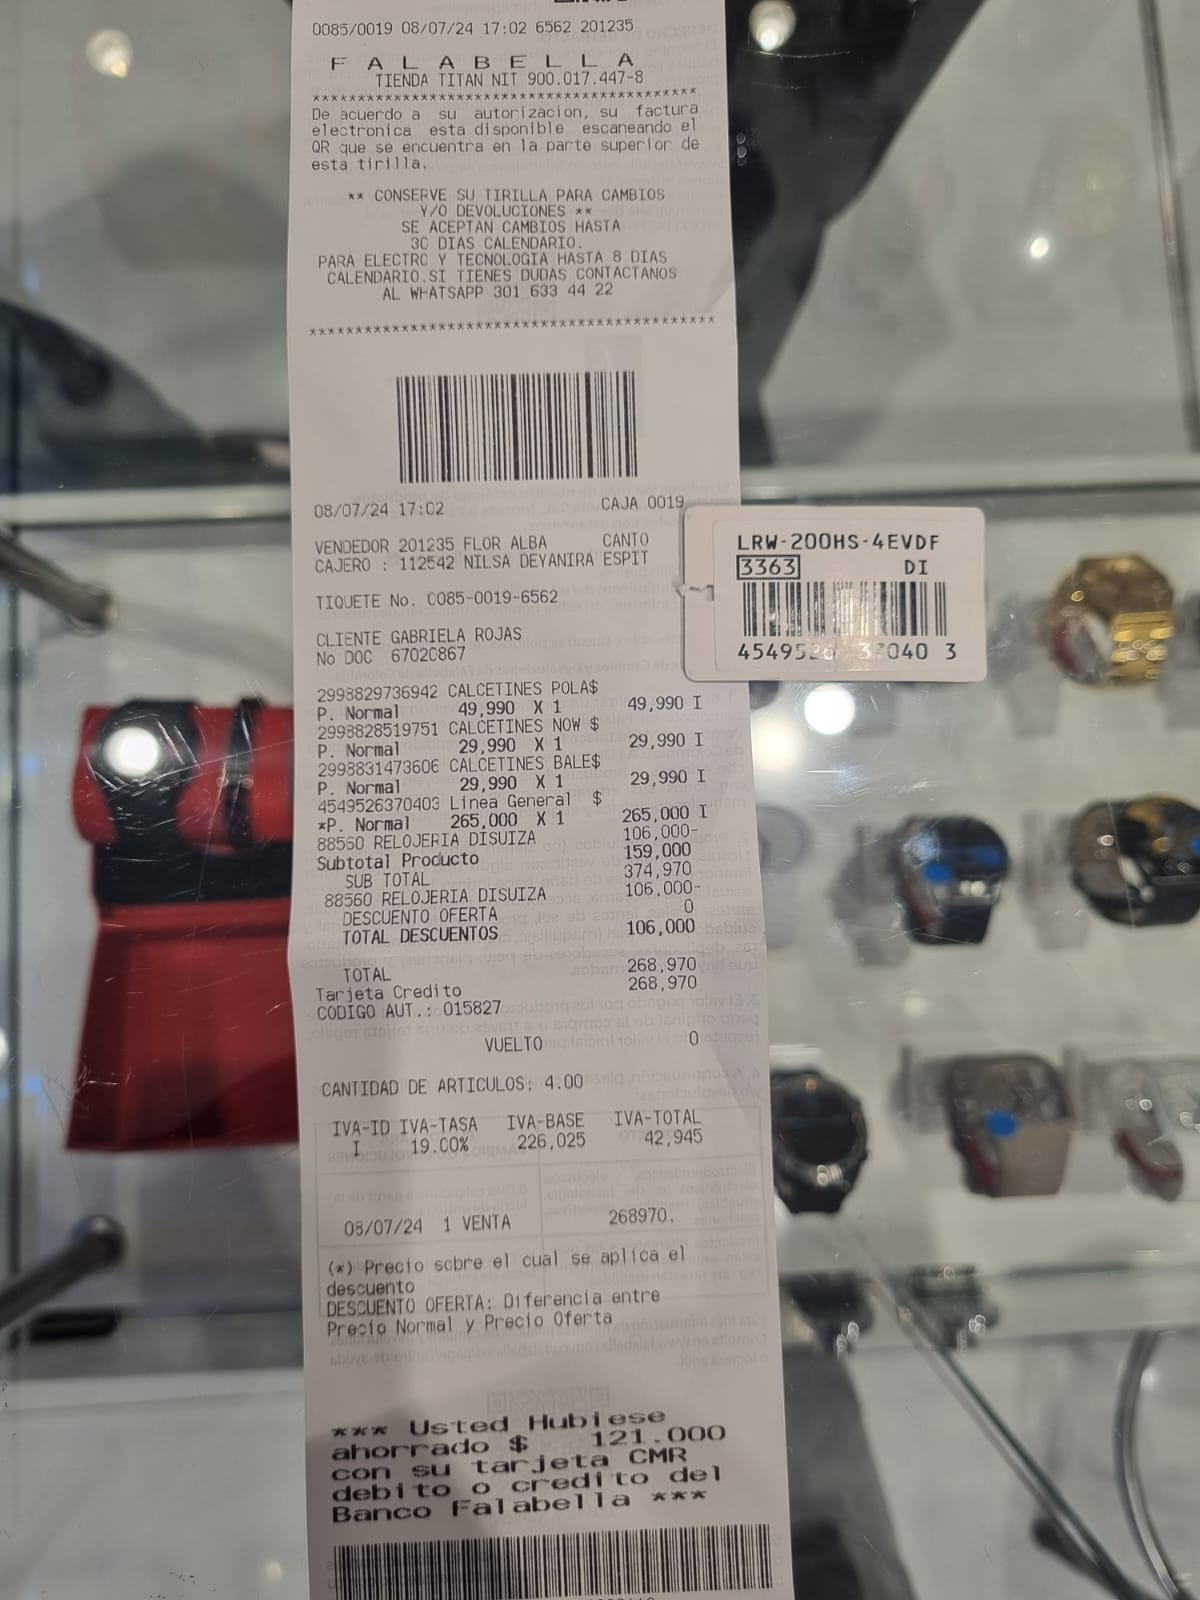 0085/0019 08/07/24 17:02 6562 201235
F A L A B E L L A
TIENDA TITAN NIT 900.017.447-8
****************************************
De acuerdo a su autorizacion, su factura
electronica esta disponible escaneando el
QR que se encuentra en la parte superior de
esta tirilla.
** CONSERVE SU TIRILLA PARA CAMBIOS
Y/O DEVOLUCIONES **
SE ACEPTAN CAMBIOS HASTA
30 DIAS CALENDARIO.
PARA ELECTRO Y TECNOLOGIA HASTA 8 DIAS
CALENDARIO.SI TIENES DUDAS CONTACTANOS
AL WHATSAPP 301 633 44 22
****************************************
08/07/24 17:02 CAJA 0019
VENDEDOR 201235 FLOR ALBA CANTO
CAJERO : 112542 NILSA DEYANIRA ESPIT
TIQUETE No. 0085-0019-6562
CLIENTE GABRIELA ROJAS
No DOC 67020867
2998829736942 CALCETINES POLA$
P. Normal 49,990 X 1 49,990 I
2998828519751 CALCETINES NOW $
P. Normal 29,990 X 1 29,990 I
2998831473606 CALCETINES BALE$
P. Normal 29,990 X 1 29,990 I
4549526370403 Linea General $
*P. Normal 265,000 X 1 265,000 I
88560 RELOJERIA DISUIZA 106,000-
Subtotal Producto 159,000
SUB TOTAL 374,970
88560 RELOJERIA DISUIZA 106,000-
DESCUENTO OFERTA 0
TOTAL DESCUENTOS 106,000
TOTAL 268,970
Tarjeta Credito 268,970
CODIGO AUT.: 015827
VUELTO 0
CANTIDAD DE ARTICULOS: 4.00
IVA-ID IVA-TASA IVA-BASE IVA-TOTAL
I 19.00% 226,025 42,945
08/07/24 1 VENTA 268970.
(*) Precio sobre el cual se aplica el
descuento
DESCUENTO OFERTA: Diferencia entre
Precio Normal y Precio Oferta
*** Usted Hubiese
ahorrado $ 121.000
con su tarjeta CMR
debito o credito del
Banco Falabella ***
LRW-200HS-4EVDF
3363 DI